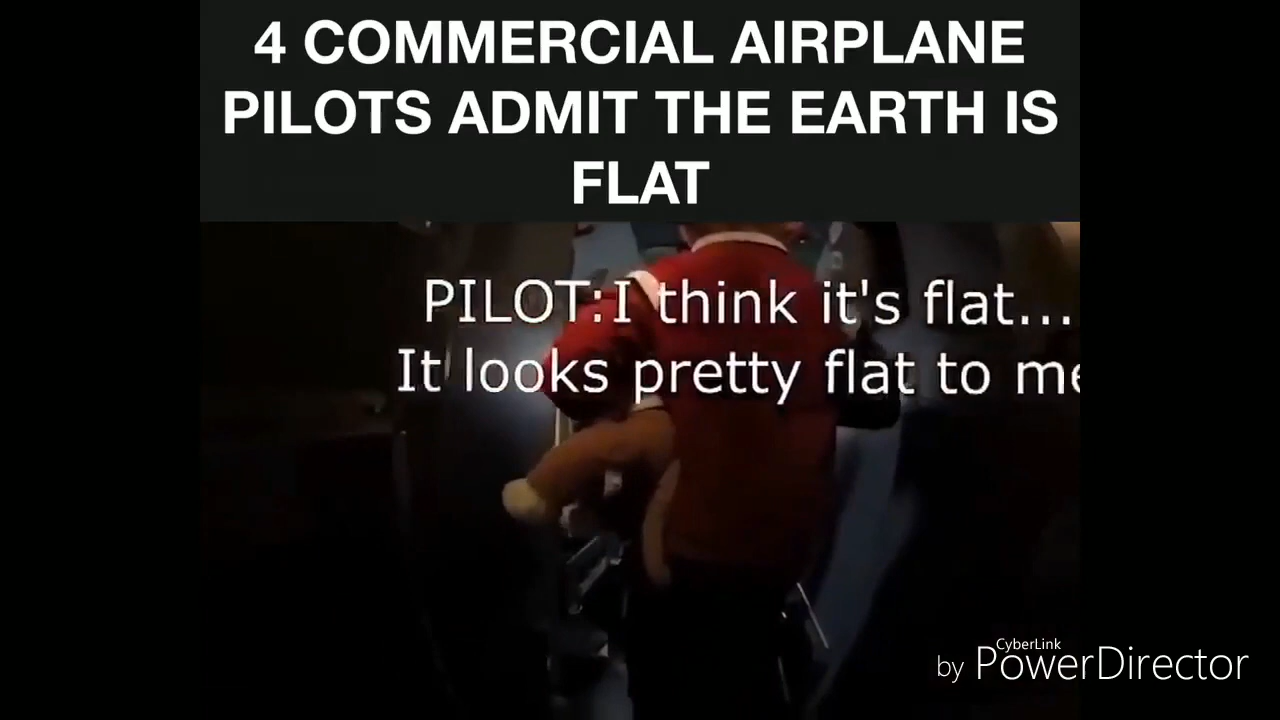 4 COMMERCIAL AIRPLANE
PILOTS ADMIT THE EARTH IS
FLAT
PILOT:I think it's flat...
It looks pretty flat to me
CyberLink
by PowerDirector